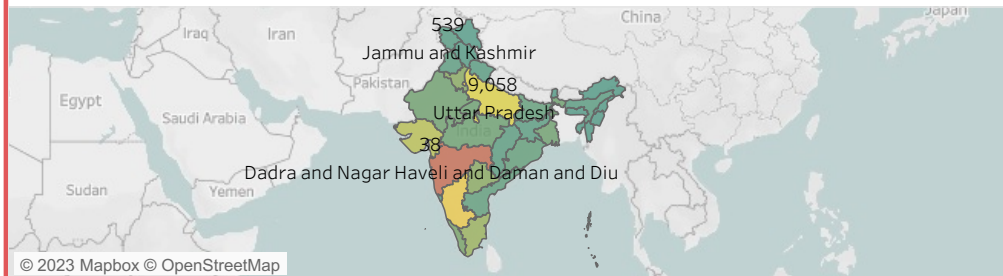 China
Japan
539
Iraq
Iran
Jammu and Kashmir
Pakistan
9,058
Egypt
Uttar Pradesh
Saudi Arabia
India
38
Dadra and Nagar Haveli and Daman and Diu
Sudan
Yemen
© 2023 Mapbox © OpenStreetMap